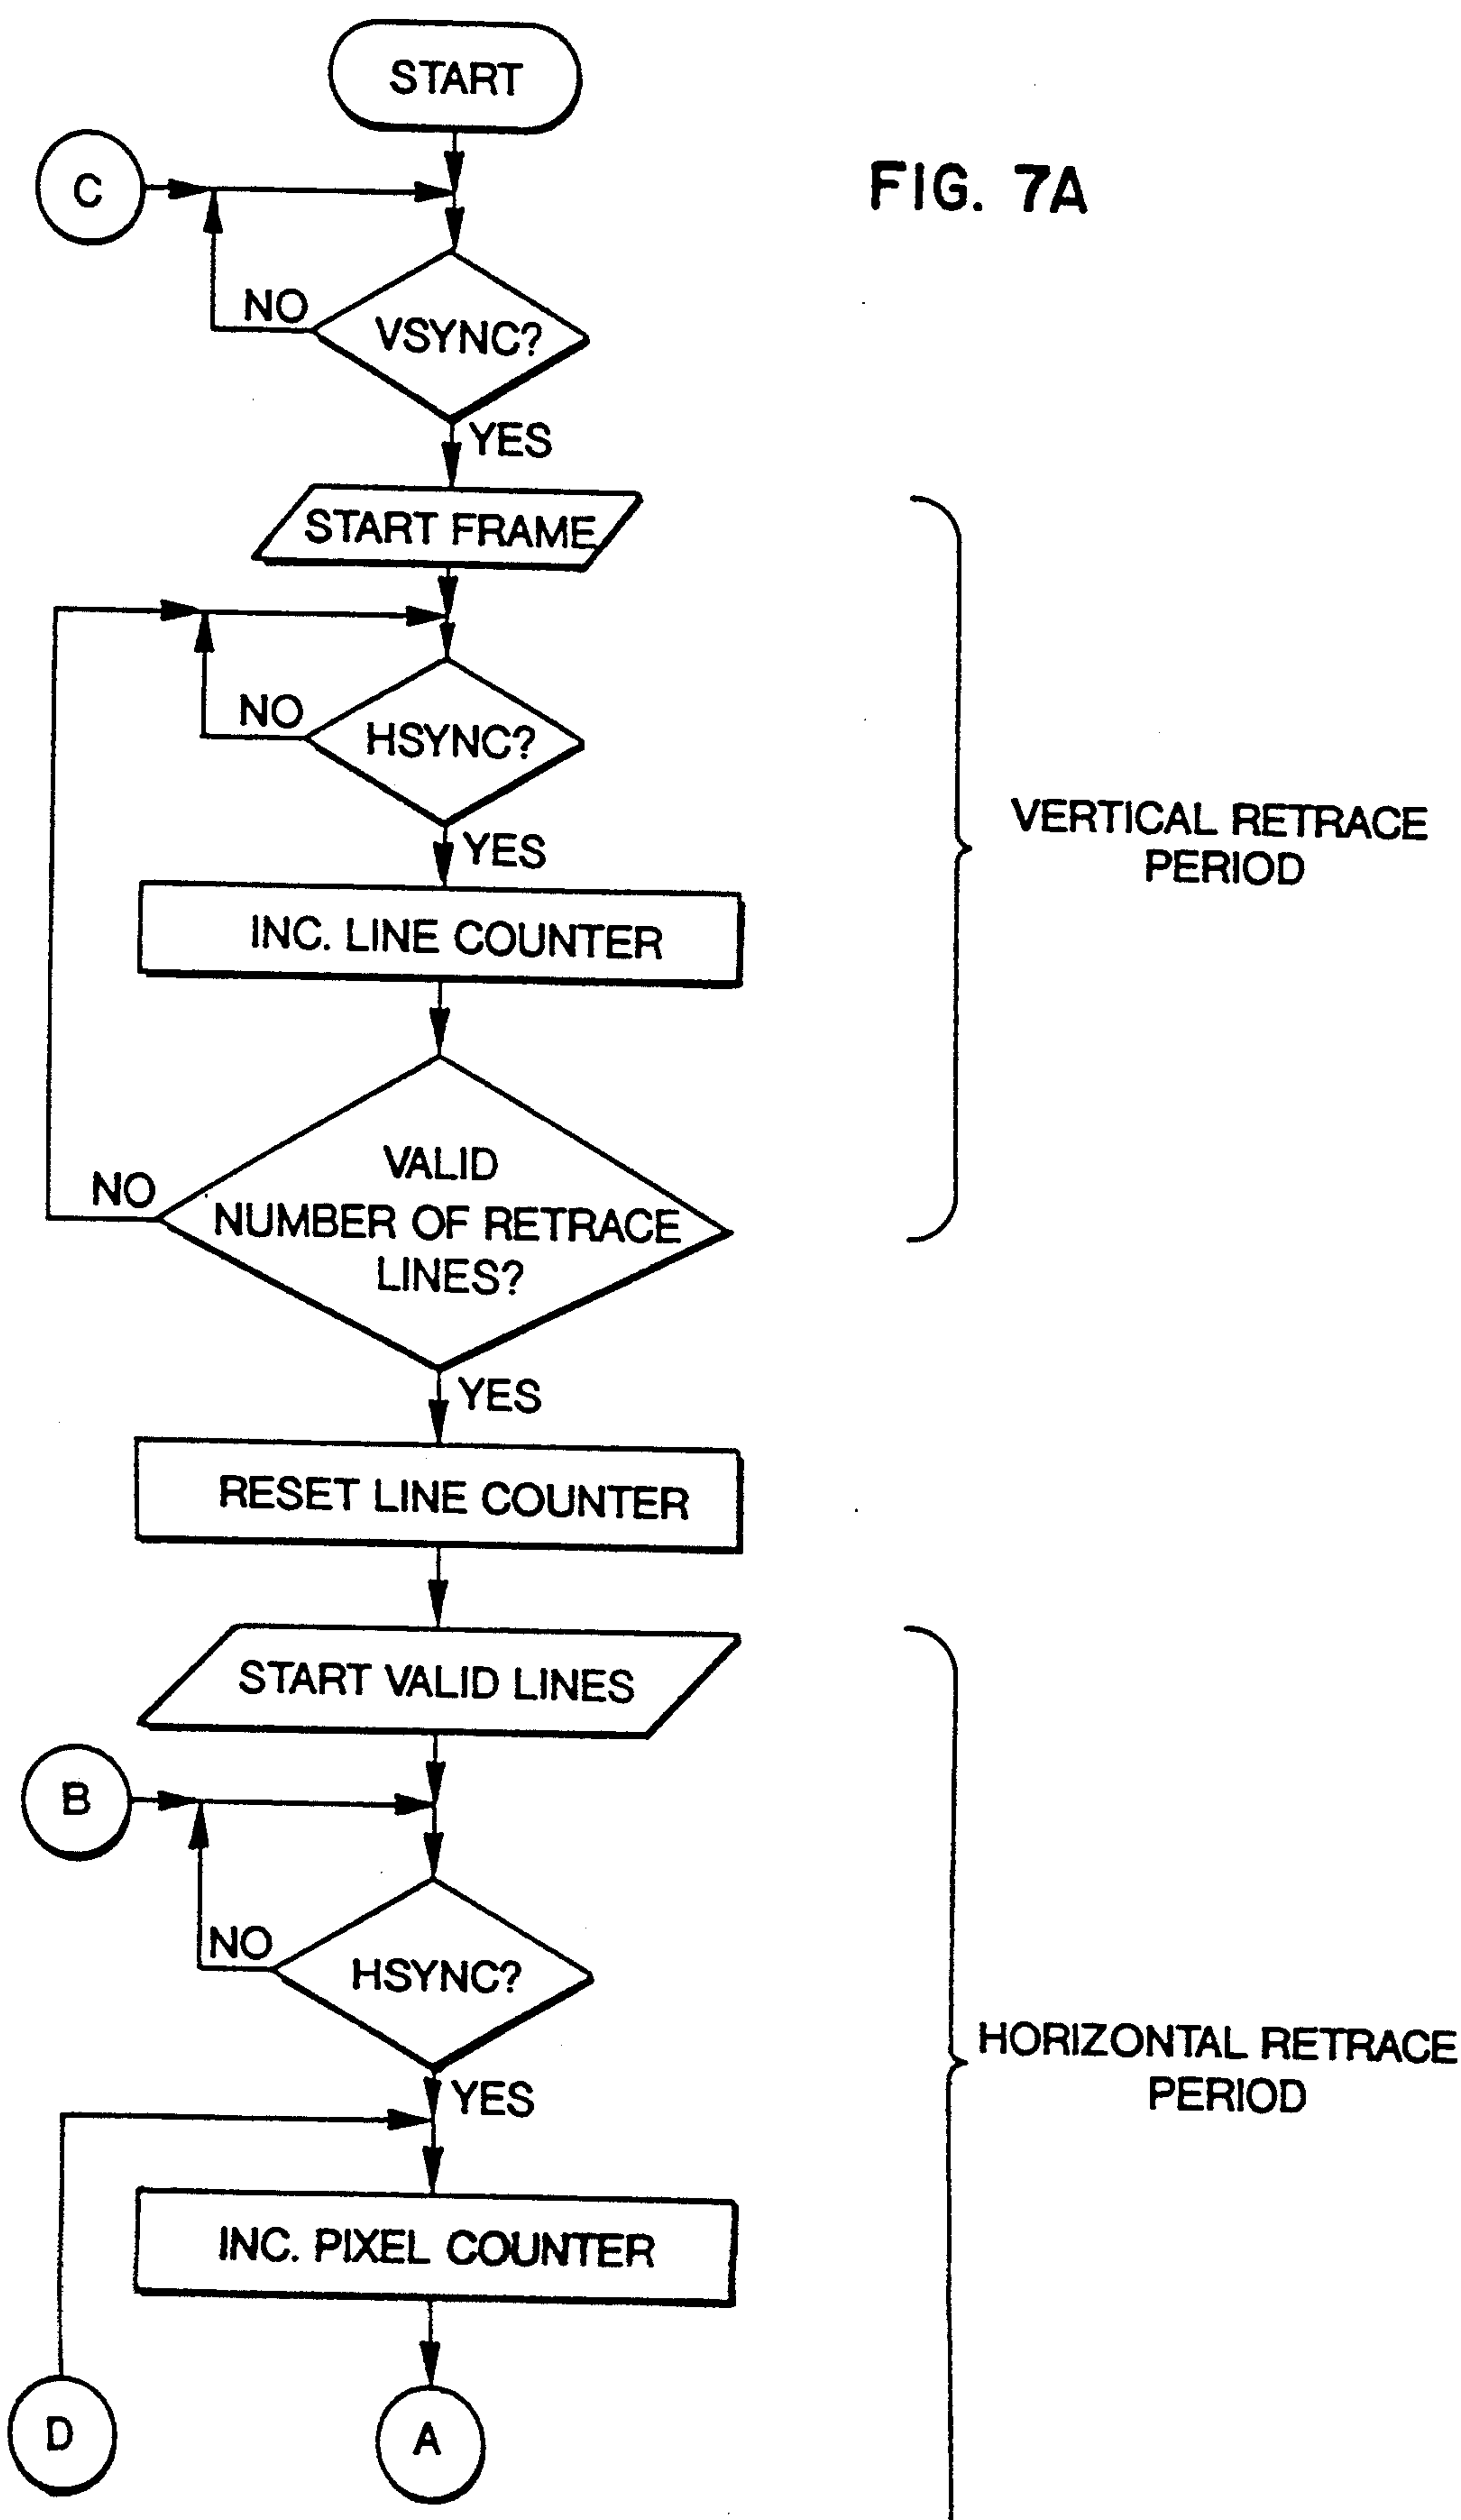 START
C
FIG. 7A
NO
VSYNC?
YES
START FRAME
NO
HSYNC?
YES
VERTICAL RETRACE
PERIOD
INC. LINE COUNTER
VALID
NO
NUMBER OF RETRACE
LINES?
YES
RESET LINE COUNTER
START VALID LINES
B
NO
HSYNC?
HORIZONTAL RETRACE
PERIOD
YES
INC. PIXEL COUNTER
D
A